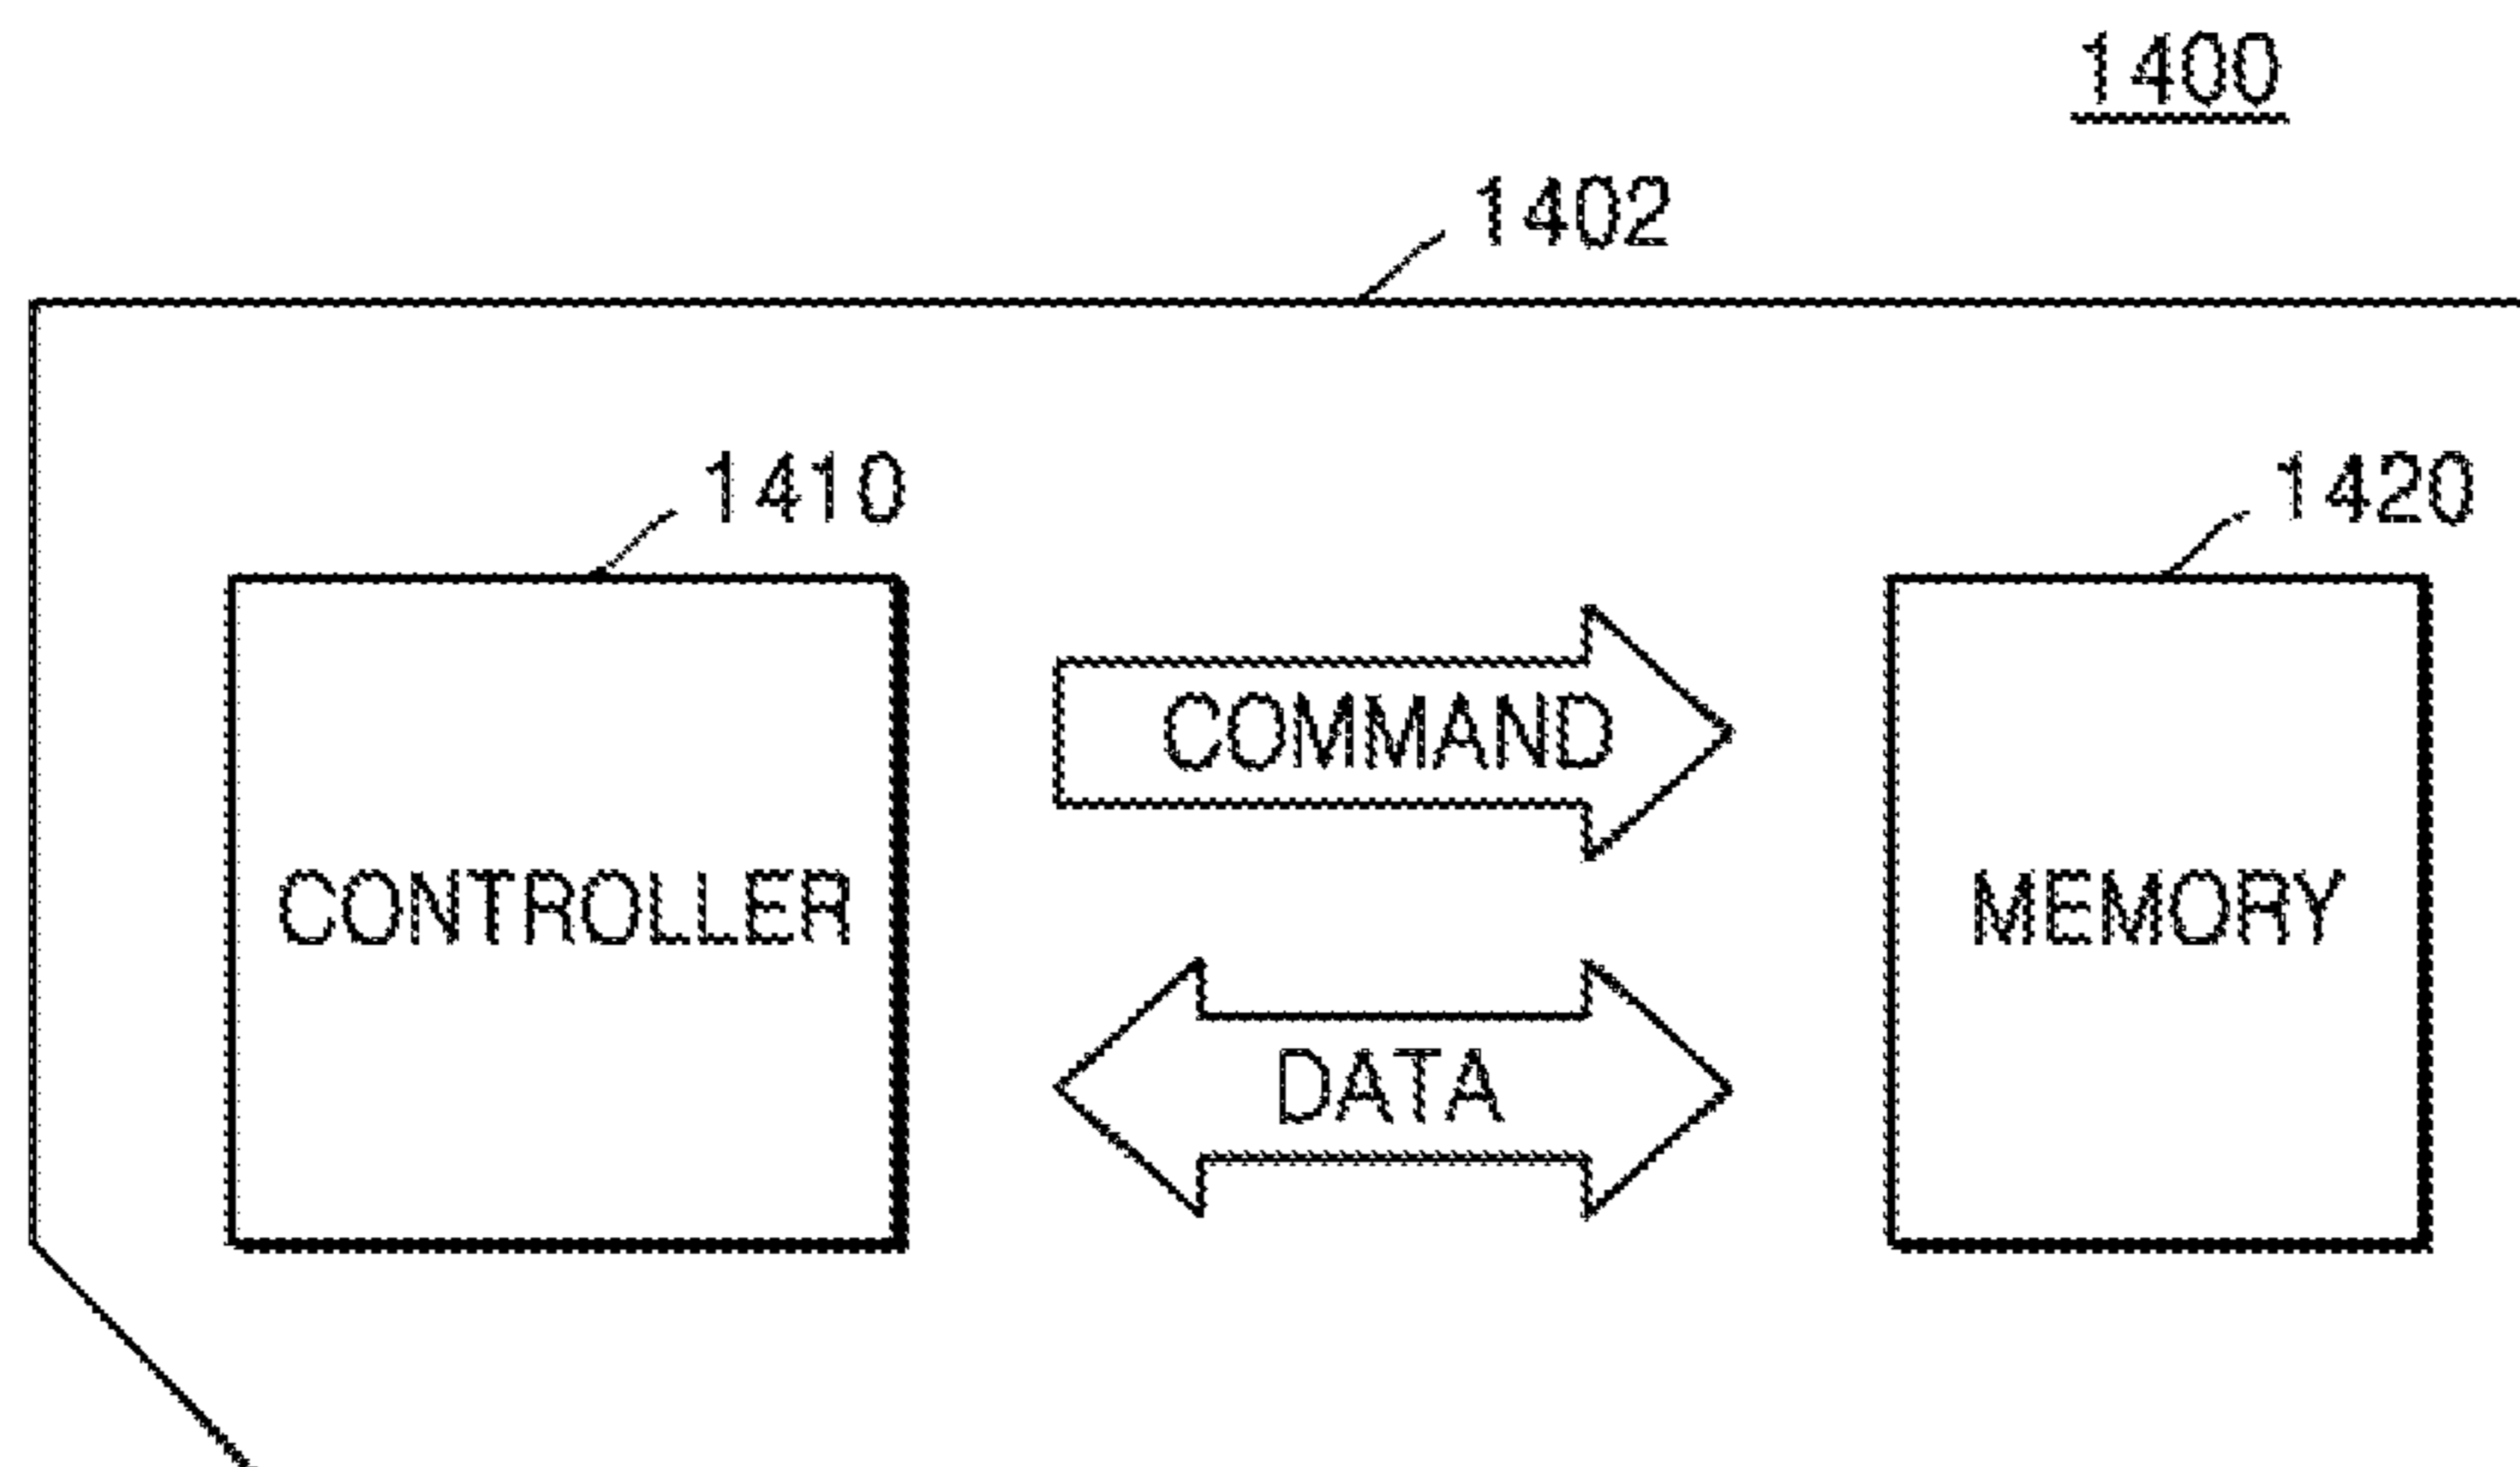 1400
1402
1410
1420
COMMAND
CONTROLLER
MEMORY
DATA